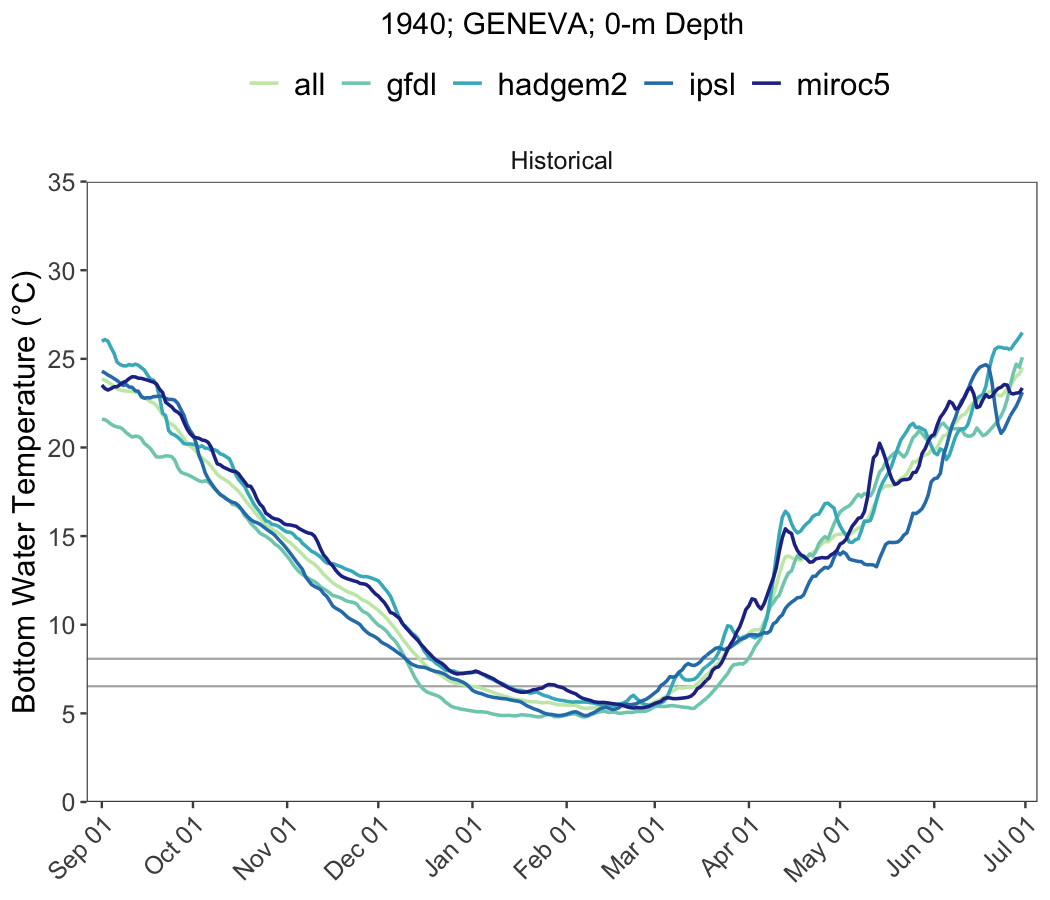 1940; GENEVA; 0-m Depth
all gfdl hadgem2 ipsl miroc5
Historical
Bottom Water Temperature (°C)
35
30
25
20
15
10
5
0
Sep 01 Oct 01 Nov 01 Dec 01 Jan 01 Feb 01 Mar 01 Apr 01 May 01 Jun 01 Jul 01